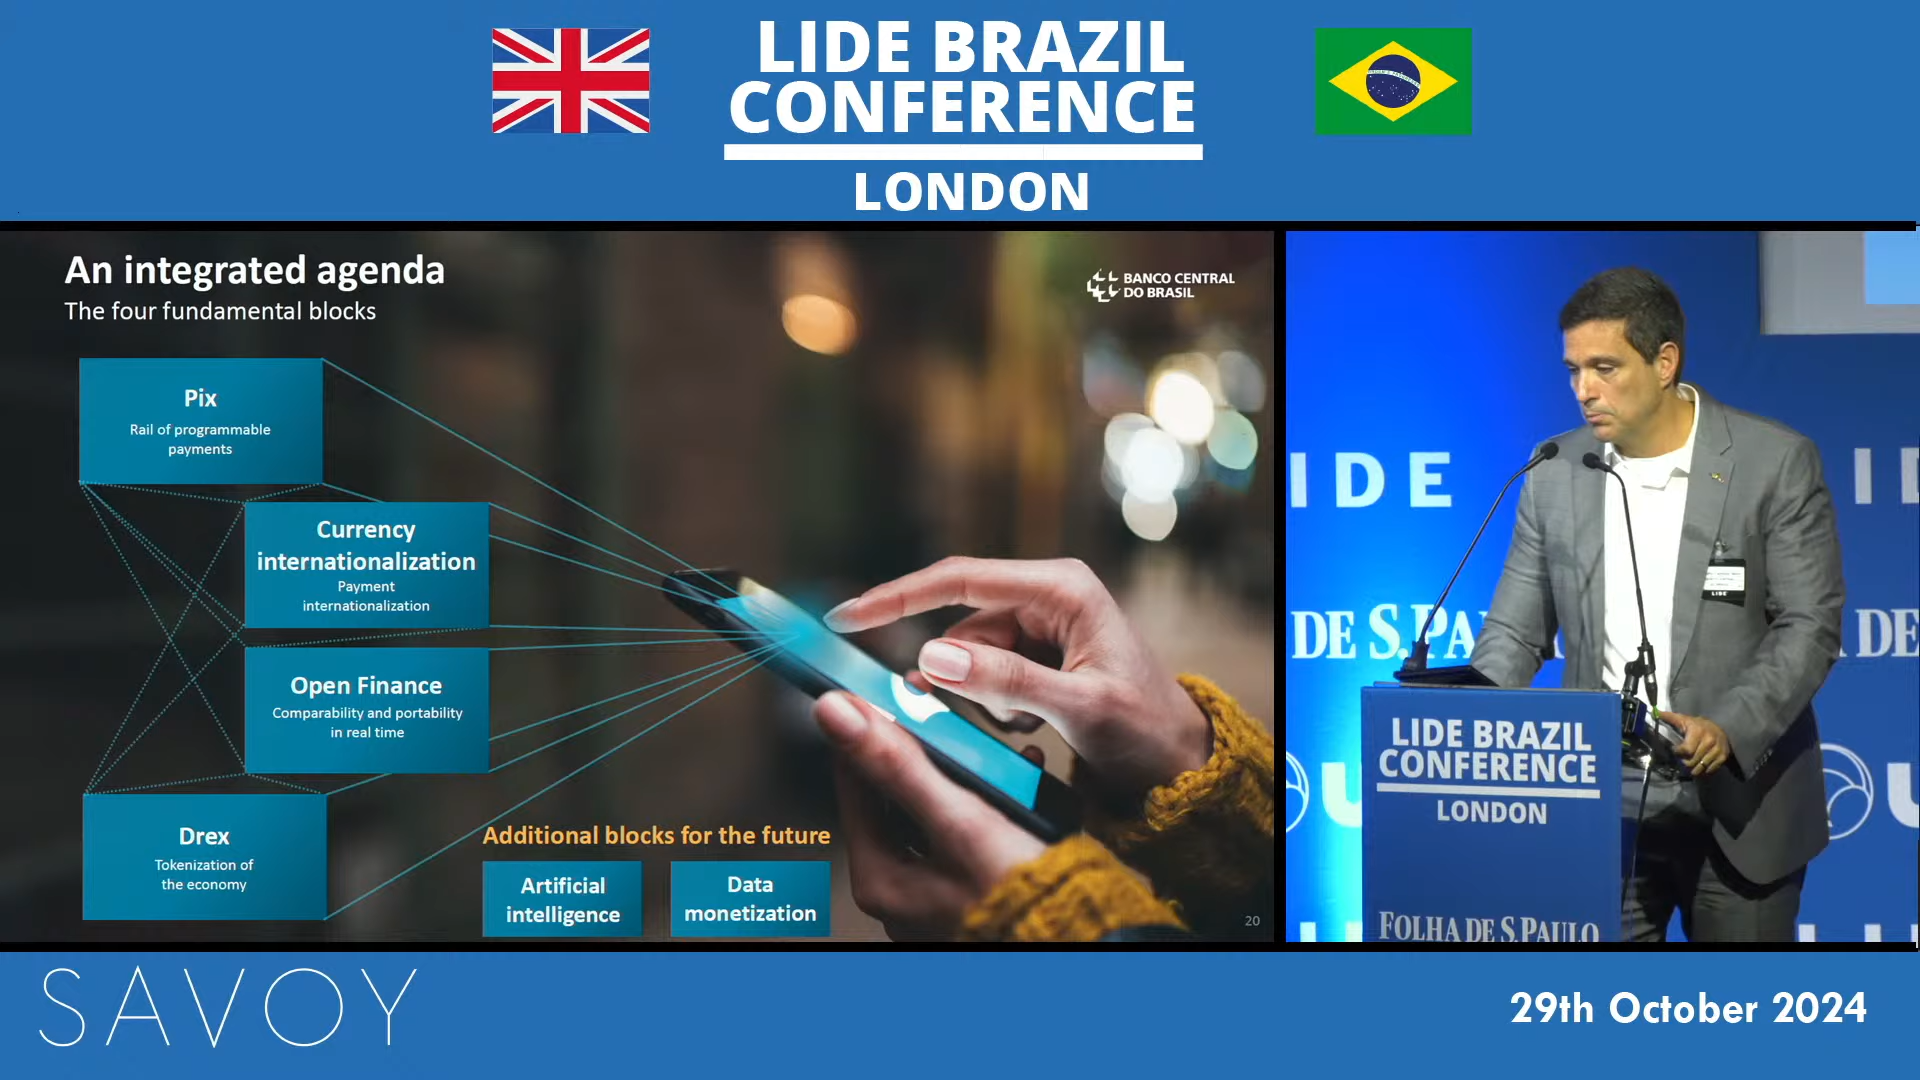 LIDE BRAZIL
CONFERENCE
LONDON
An integrated agenda
The four fundamental blocks
BANCO CENTRAL
DO BRASIL
Pix
Rail of programmable
payments
Currency
internationalization
Payment
internationalization
Open Finance
Comparability and portability
in real time
Drex
Tokenization of
the economy
Additional blocks for the future
Artificial
intelligence
Data
monetization
20
IDE
I
DE S.PA
DE
U
LIDE
LIDE BRAZIL
CONFERENCE
LONDON
FOLHA DE S.PAULO
SAVOY
29th October 2024